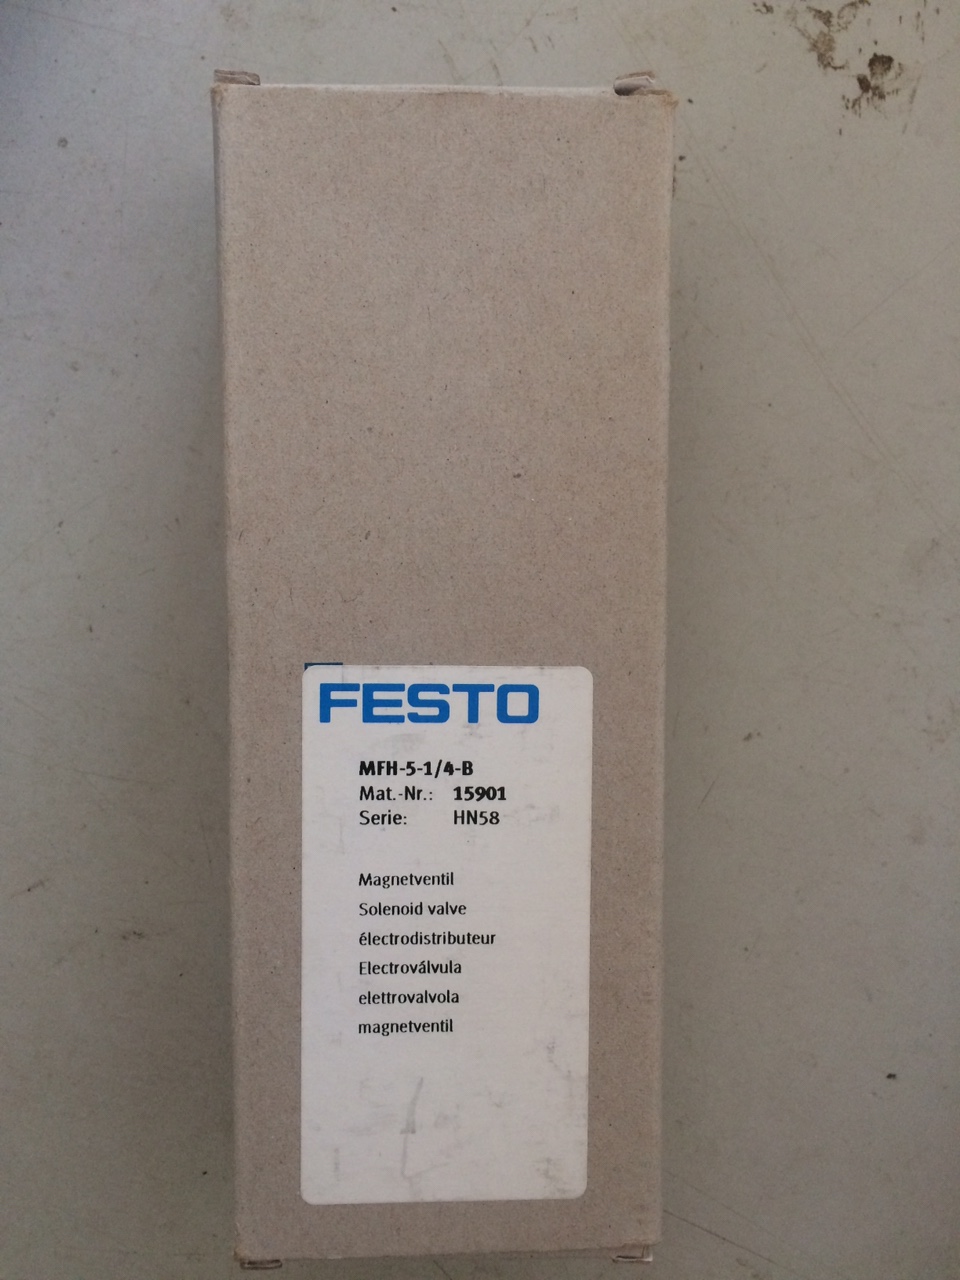 FESTO
MFH-5-1/4-B
Mat.-Nr.: 15901
Serie: HN58
Magnetventil
Solenoid valve
électrodistributeur
Electroválvula
elettrovalvola
magnetventil